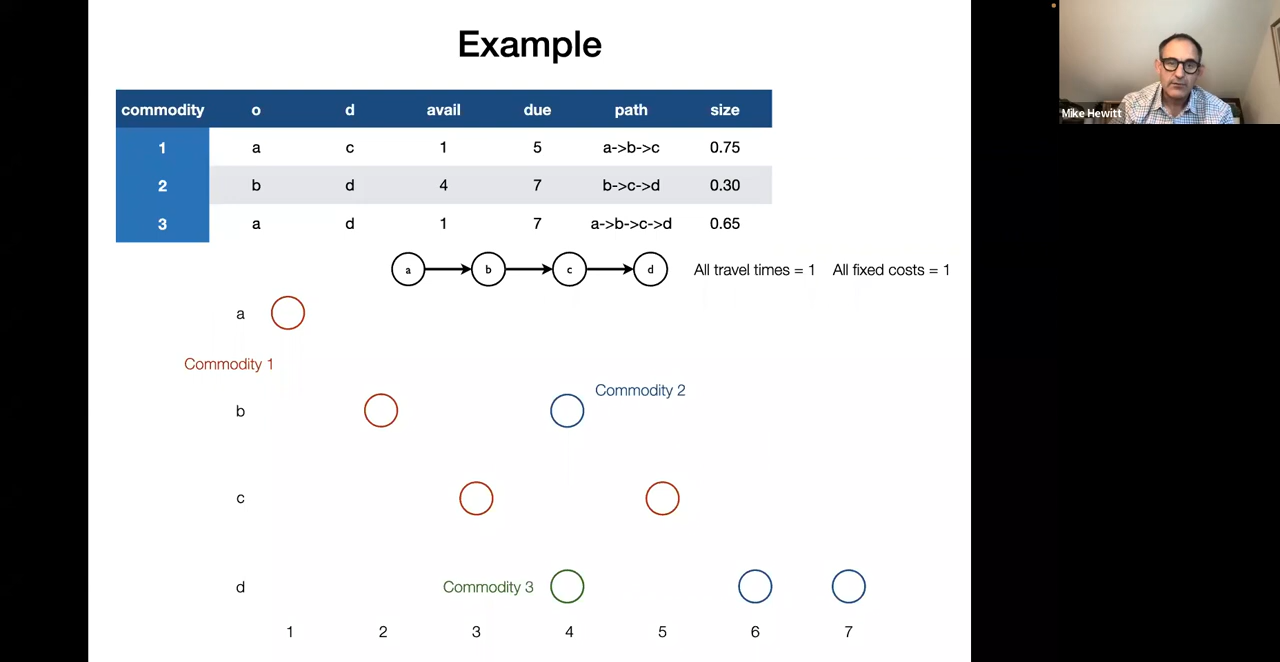 Example
commodity o d avail due path size
1 a c 1 5 a->b->c 0.75
2 b d 4 7 b->c->d 0.30
3 a d 1 7 a->b->c->d 0.65
a b c d All travel times = 1 All fixed costs = 1
a
Commodity 1
Commodity 2
b
c
d Commodity 3
1 2 3 4 5 6 7
Mike Hewitt